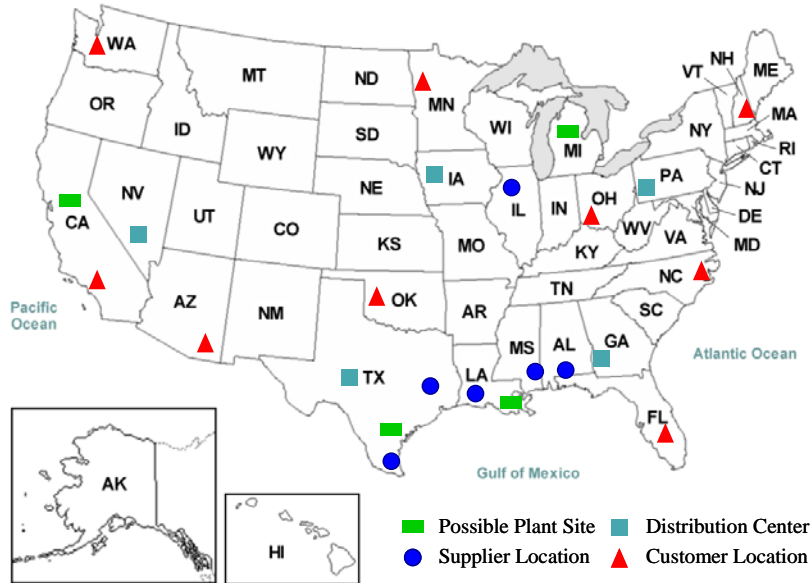 WA
MT
ND
MN
VT
NH
ME
OR
ID
SD
WI
MI
NY
MA
RI
CT
WY
NV
NE
IA
PA
NJ
CA
UT
CO
IL
IN
OH
WV
DE
MD
KS
MO
KY
VA
Pacific
Ocean
AZ
NM
OK
AR
TN
NC
SC
MS
AL
GA
Atlantic Ocean
TX
LA
FL
Gulf of Mexico
AK
HI
Possible Plant Site
Distribution Center
Supplier Location
Customer Location